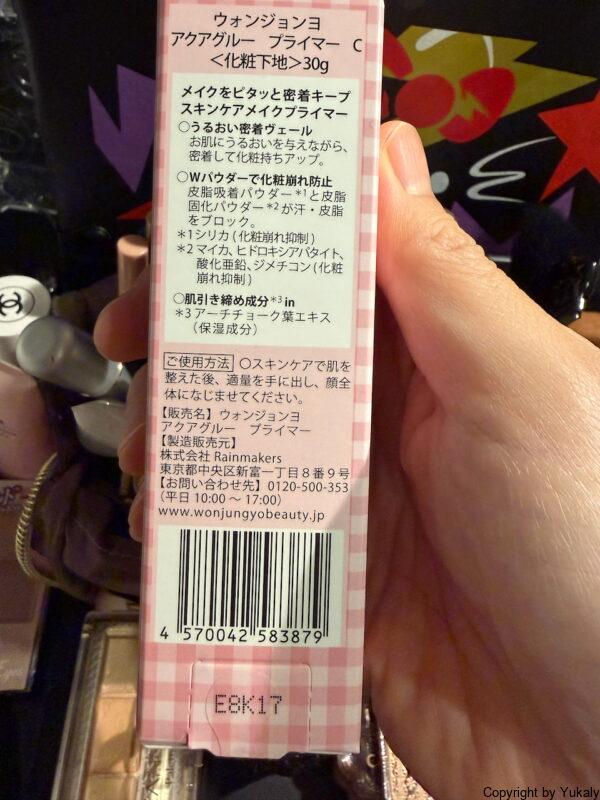 ウォンジョンヨ
アクアグルー　プライマー　C
＜化粧下地＞30g
メイクをピタッと密着キープ
スキンケアメイクプライマー
○うるおい密着ヴェール
お肌にうるおいを与えながら、
密着して化粧持ちアップ。
○Wパウダーで化粧崩れ防止
皮脂吸着パウダー*1と皮脂
固化パウダー*2が汗・皮脂
をブロック。
*1シリカ(化粧崩れ抑制)
*2マイカ、ヒドロキシアパタイト、
酸化亜鉛、ジメチコン(化粧
崩れ抑制)
○肌引き締め成分*3in
*3アーチチョーク葉エキス
(保湿成分)
ご使用方法 ○スキンケアで肌を
整えた後、適量を手に出し、顔全
体になじませてください。
【販売名】ウォンジョンヨ
アクアグルー　プライマー
【製造販売元】
株式会社 Rainmakers
東京都中央区新富一丁目8番9号
【お問い合わせ先】0120-500-353
(平日 10:00～17:00)
www.wonjungyobeauty.jp
4 570042 583879
E8K17
Copyright by Yukaly